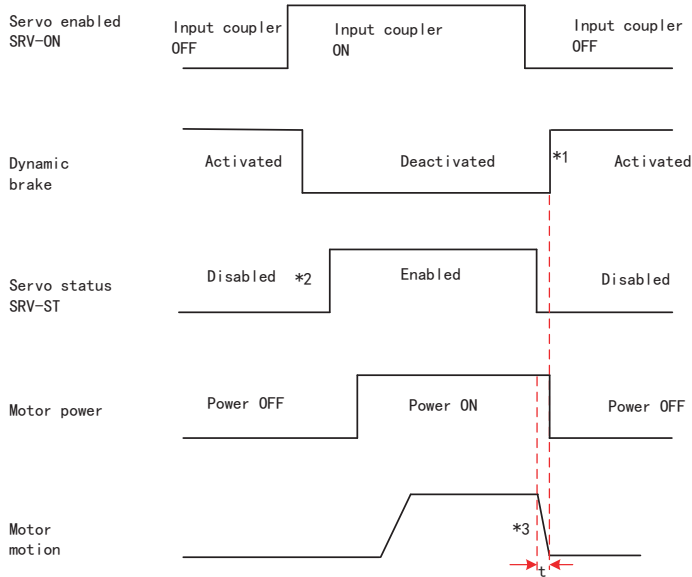 Servo enabled
SRV-ON
Input coupler
OFF
Input coupler
ON
Input coupler
OFF
Dynamic
brake
Activated
Deactivated
*1
Activated
Servo status
SRV-ST
Disabled
*2
Enabled
Disabled
Motor power
Power OFF
Power ON
Power OFF
Motor
motion
*3
t